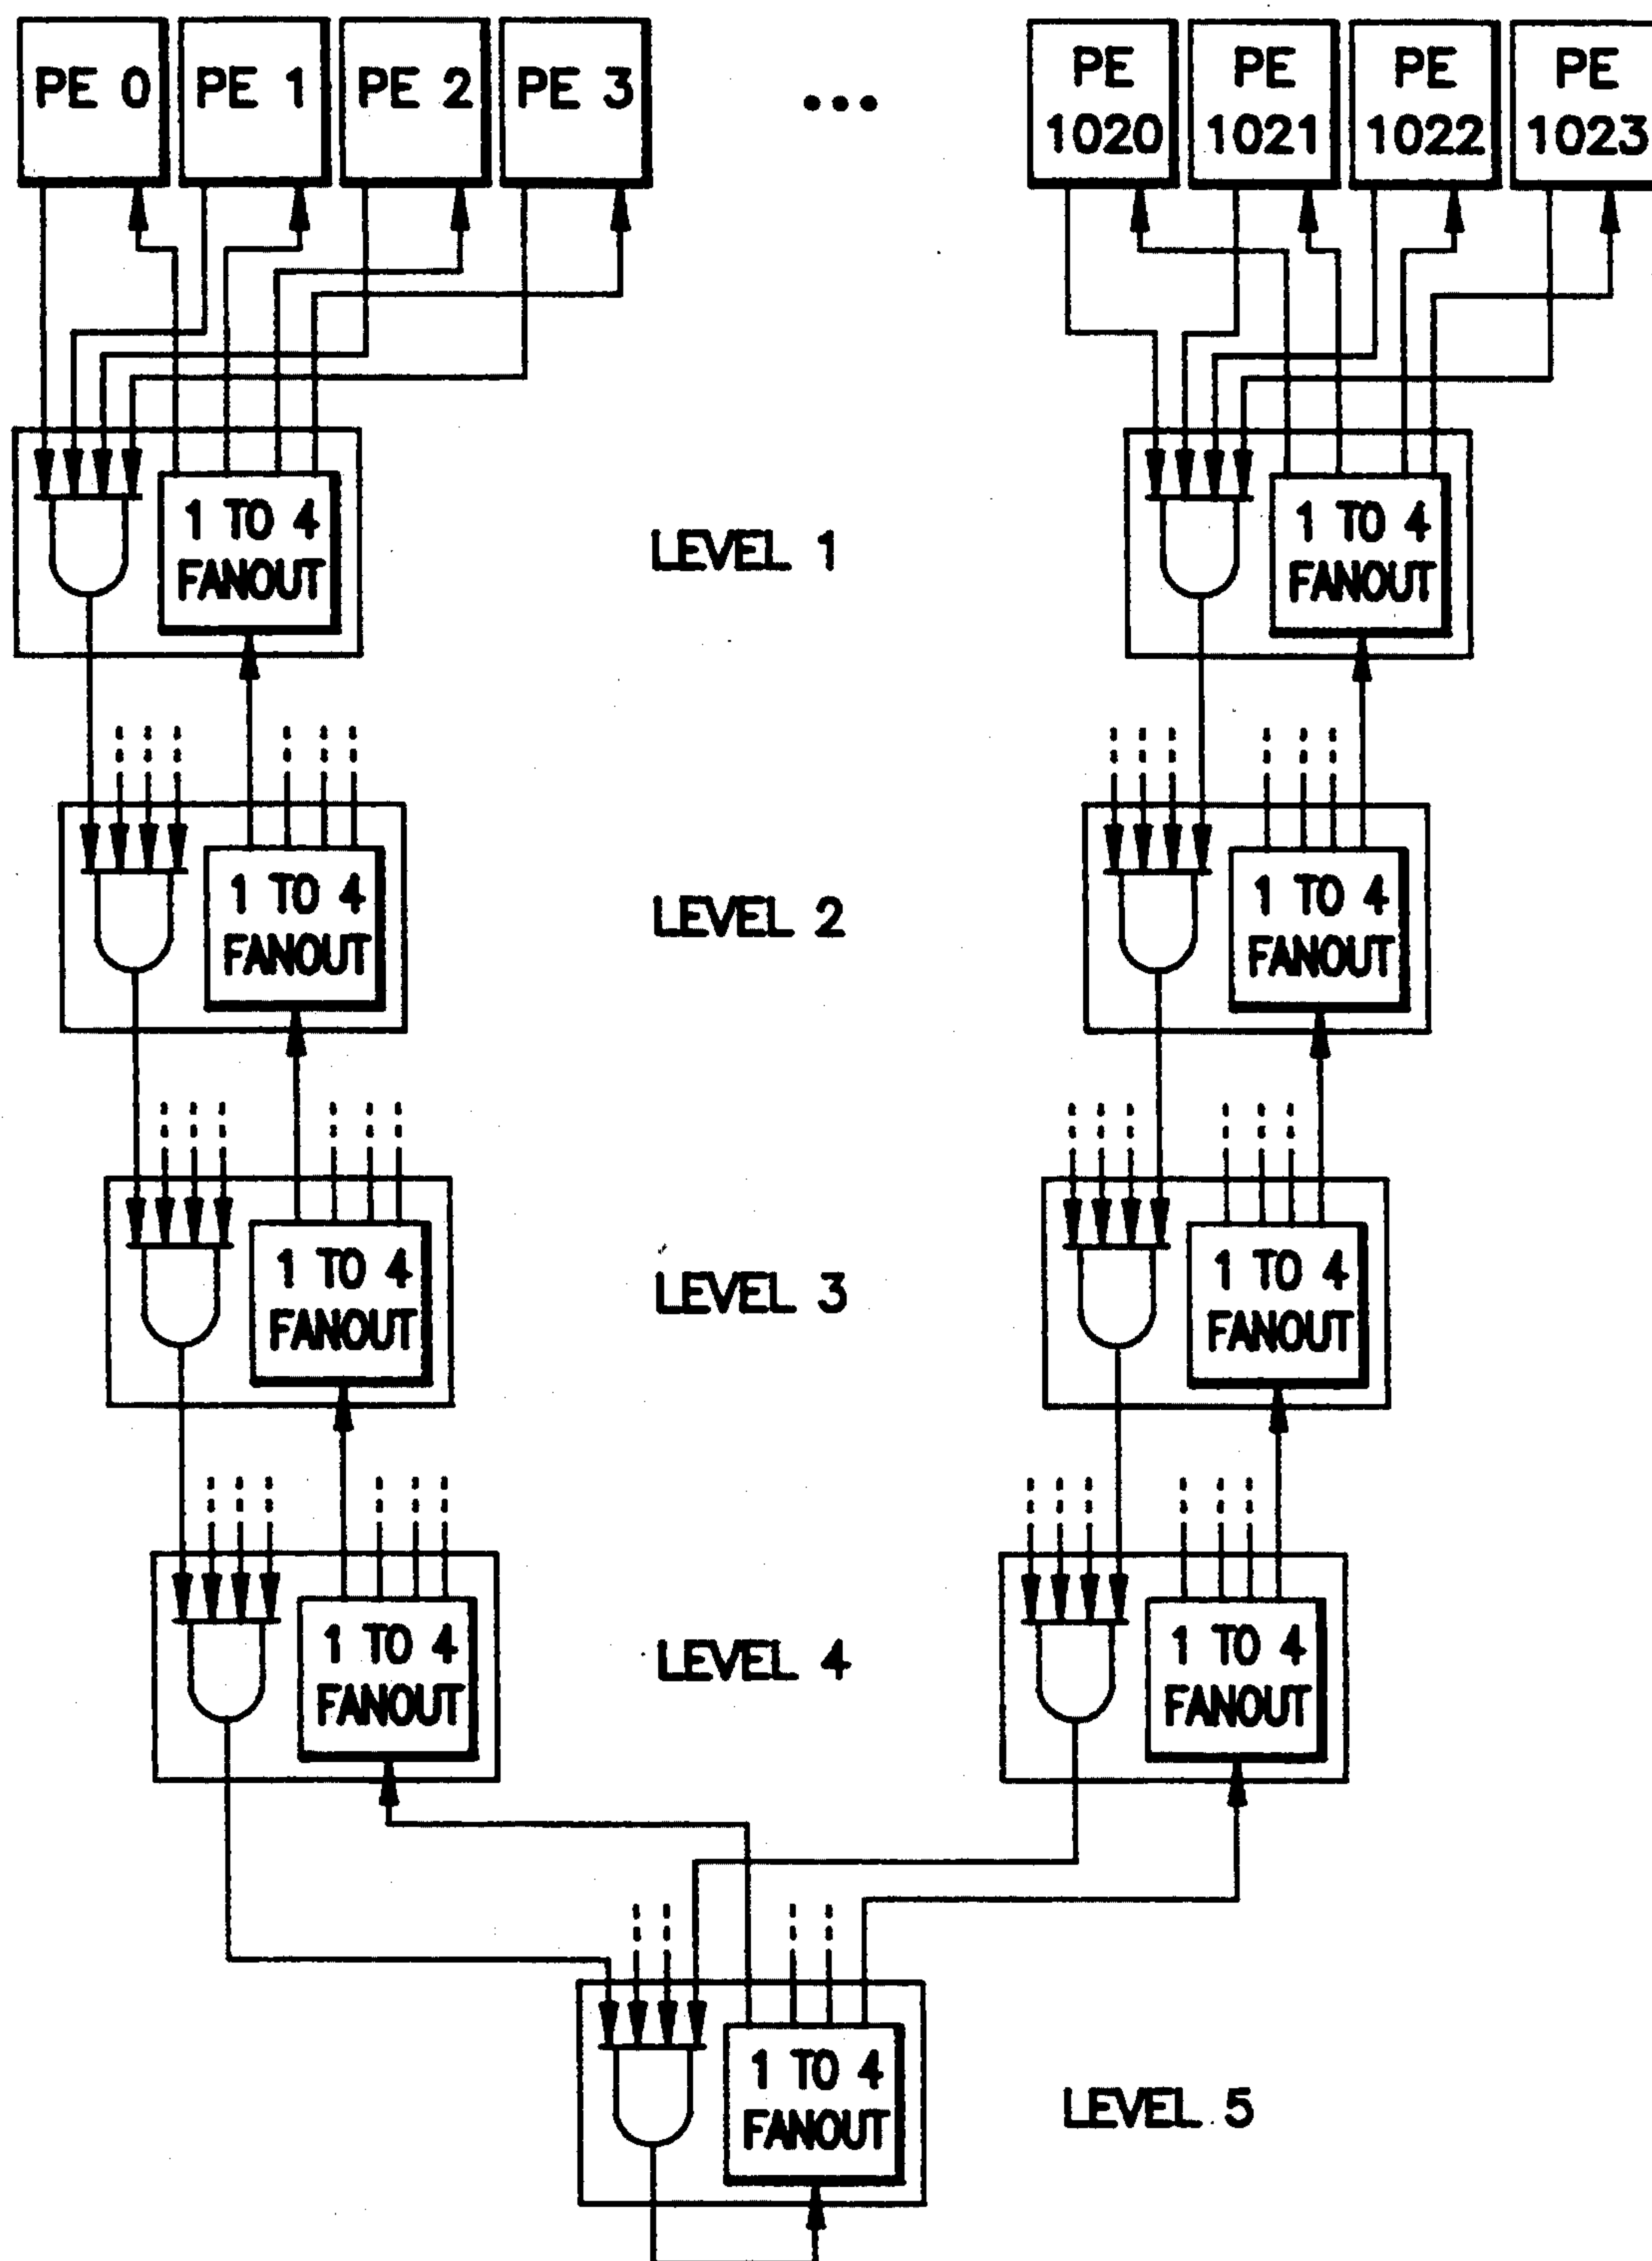 PE 0
PE 1
PE 2
PE 3
...
PE
1020
PE
1021
PE
1022
PE
1023
1 TO 4
FANOUT
LEVEL 1
1 TO 4
FANOUT
1 TO 4
FANOUT
LEVEL 2
1 TO 4
FANOUT
1 TO 4
FANOUT
LEVEL 3
1 TO 4
FANOUT
1 TO 4
FANOUT
LEVEL 4
1 TO 4
FANOUT
1 TO 4
FANOUT
LEVEL 5